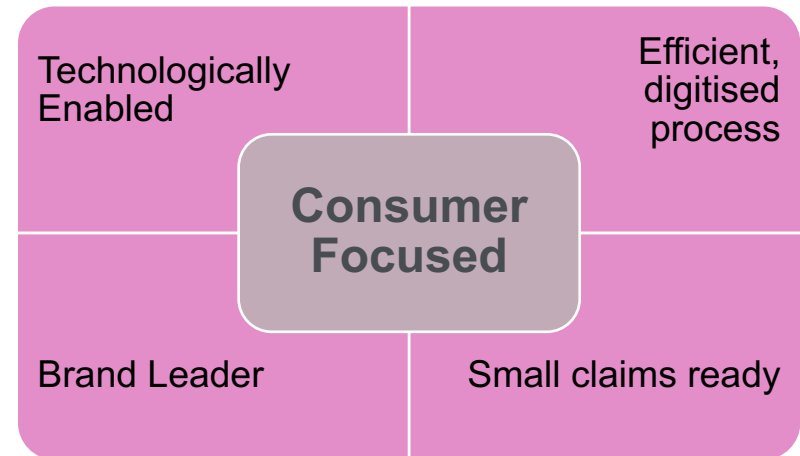 Technologically
Enabled
Efficient,
digitised
process
Consumer
Focused
Brand Leader
Small claims ready